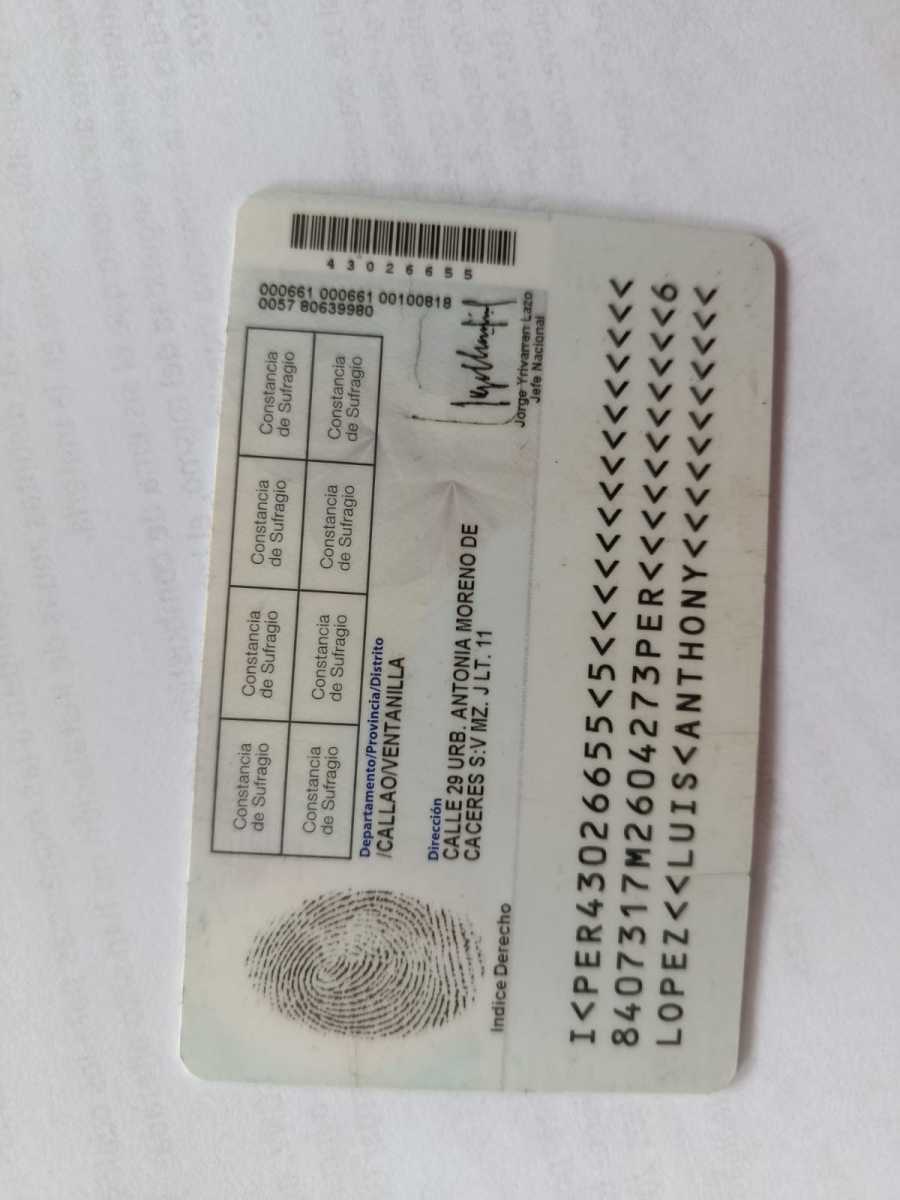 43026655
000661 000661 00100818
0057 80639980
Constancia de Sufragio
Constancia de Sufragio
Constancia de Sufragio
Constancia de Sufragio
Constancia de Sufragio
Constancia de Sufragio
Constancia de Sufragio
Constancia de Sufragio
Jorge Yrivarren Lazo
Jefe Nacional
Departamento/Provincia/Distrito
/CALLAO/VENTANILLA
Dirección
CALLE 29 URB. ANTONIA MORENO DE
CACERES S:V MZ. J LT. 11
Indice Derecho
I<PER43026655<5<<<<<<<<<<<<<<<
8407317M2604273PER<<<<<<<<<<<6
LOPEZ<<LUIS<ANTHONY<<<<<<<<<<<